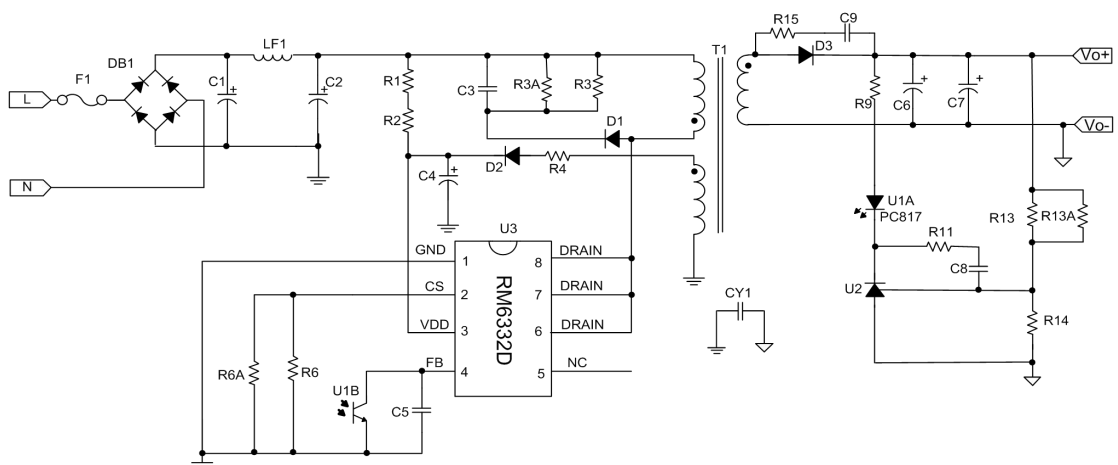 R15
C9
DB1
LF1
T1
D3
Vo+
F1
C1
C2
R1
C3
R3A
R3
R9
C6
C7
L
R2
D1
Vo-
D2
R4
C4
N
U1A
PC817
R13
R13A
U3
GND
1
8
DRAIN
R11
C8
CS
2
RM6332D
7
DRAIN
CY1
U2
VDD
3
6
DRAIN
R14
R6A
R6
FB
4
5
NC
U1B
C5
+
+
+
+
+